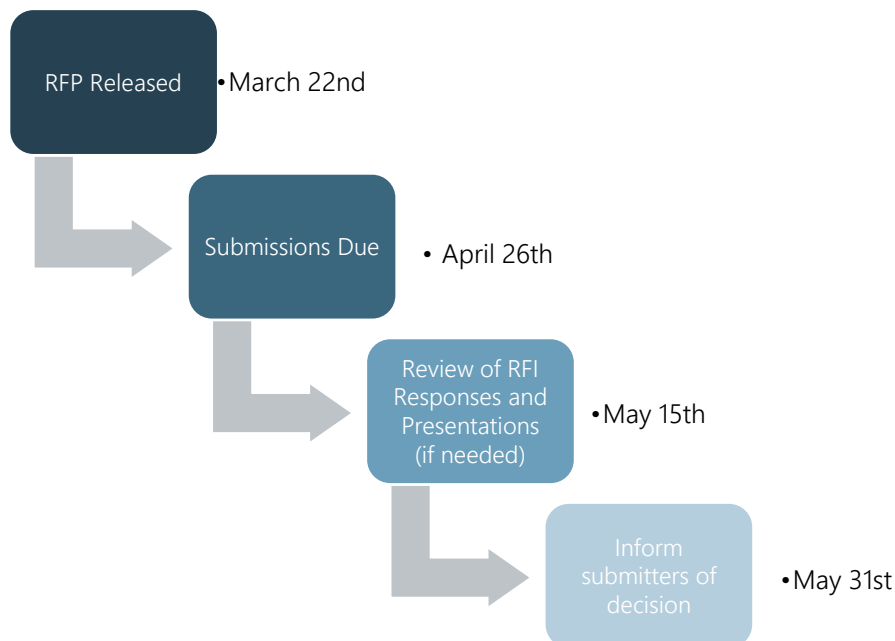 RFP Released
•March 22nd
Submissions Due
• April 26th
Review of RFI
Responses and
Presentations
(if needed)
•May 15th
Inform
submitters of
decision
•May 31st